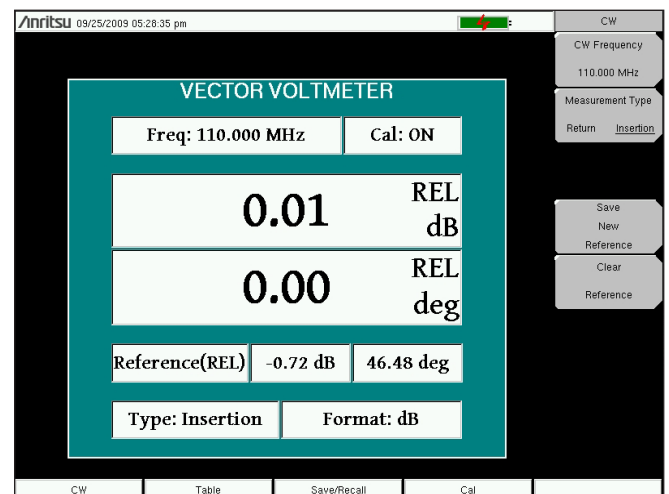 Anritsu 09/25/2009 05:28:35 pm
CW
CW Frequency
110.000 MHz
Measurement Type
Return Insertion
Save
New
Reference
Clear
Reference
VECTOR VOLTMETER
Freq: 110.000 MHz Cal: ON
0.01 REL
dB
0.00 REL
deg
Reference(REL) -0.72 dB 46.48 deg
Type: Insertion Format: dB
CW Table Save/Recall Cal